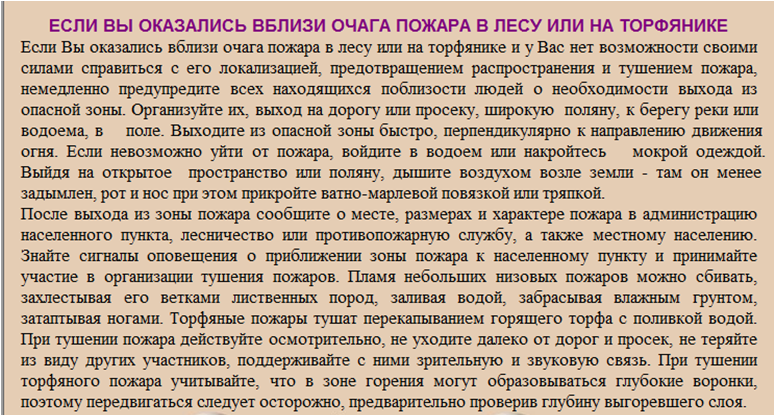 ЕСЛИ ВЫ ОКАЗАЛИСЬ ВБЛИЗИ ОЧАГА ПОЖАРА В ЛЕСУ ИЛИ НА ТОРФЯНИКЕ
Если Вы оказались вблизи очага пожара в лесу или на торфянике и у Вас нет возможности своими
силами справиться с его локализацией, предотвращением распространения и тушением пожара,
немедленно предупредите всех находящихся поблизости людей о необходимости выхода из
опасной зоны. Организуйте их, выход на дорогу или просеку, широкую поляну, к берегу реки или
водоема, в поле. Выходите из опасной зоны быстро, перпендикулярно к направлению движения
огня. Если невозможно уйти от пожара, войдите в водоем или накройтесь мокрой одеждой.
Выйдя на открытое пространство или поляну, дышите воздухом возле земли - там он менее
задымлен, рот и нос при этом прикройте ватно-марлевой повязкой или тряпкой.
После выхода из зоны пожара сообщите о месте, размерах и характере пожара в администрацию
населенного пункта, лесничество или противопожарную службу, а также местному населению.
Знайте сигналы оповещения о приближении зоны пожара к населенному пункту и принимайте
участие в организации тушения пожаров. Пламя небольших низовых пожаров можно сбивать,
захлестывая его ветками лиственных пород, заливая водой, забрасывая влажным грунтом,
затаптывая ногами. Торфяные пожары тушат перекапыванием горящего торфа с поливкой водой.
При тушении пожара действуйте осмотрительно, не уходите далеко от дорог и просек, не теряйте
из виду других участников, поддерживайте с ними зрительную и звуковую связь. При тушении
торфяного пожара учитывайте, что в зоне горения могут образовываться глубокие воронки,
поэтому передвигаться следует осторожно, предварительно проверив глубину выгоревшего слоя.